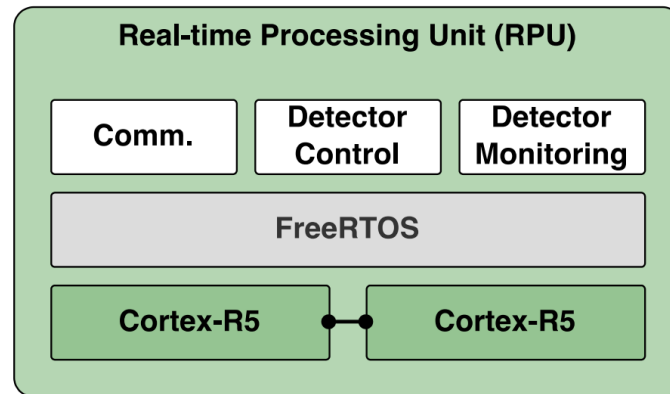 Real-time Processing Unit (RPU)
Comm.
Detector
Control
Detector
Monitoring
FreeRTOS
Cortex-R5
Cortex-R5